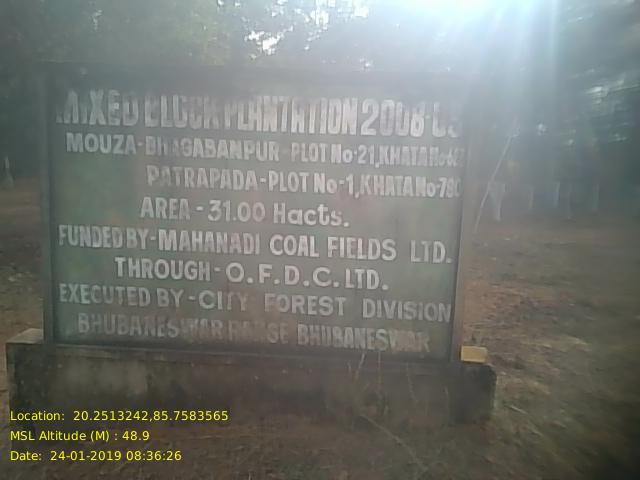 MIXED BLOCK PLANTATION 2008-09
MOUZA-BHAGABANPUR-PLOT No-21,KHATA No
PATRAPADA-PLOT No-1,KHATA No-780
AREA-31.00 Hacts.
FUNDED BY-MAHANADI COAL FIELDS LTD.
THROUGH-O.F.D.C.LTD.
EXECUTED BY-CITY FOREST DIVISION
BHUBANESWAR RANGE BHUBANESWAR
Location: 20.2513242,85.7583565
MSL Altitude (M) : 48.9
Date: 24-01-2019 08:36:26